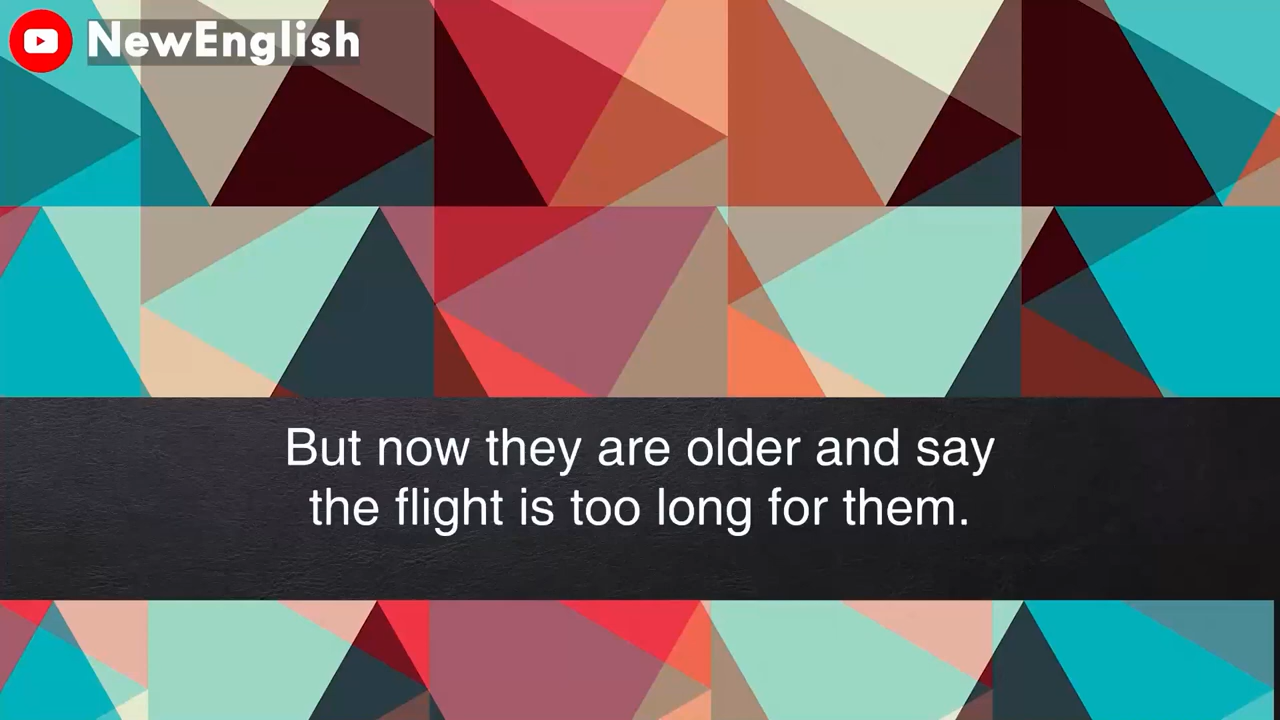 NewEnglish
But now they are older and say
the flight is too long for them.